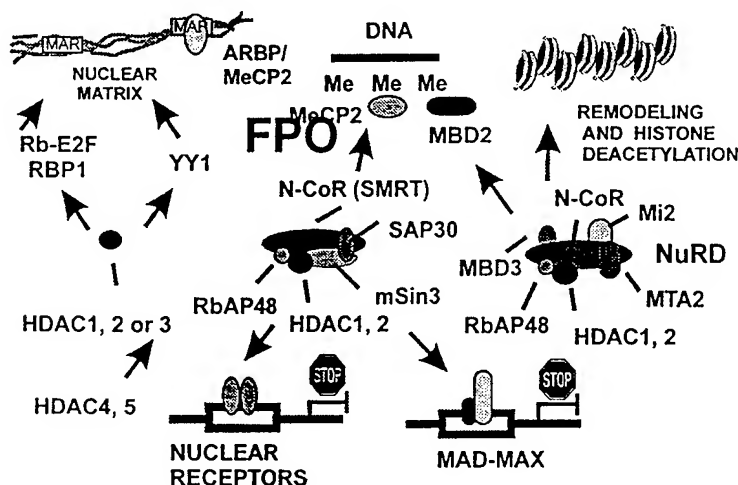 MAR
MAR
ARBP/
MeCP2
NUCLEAR
MATRIX
DNA
Me Me Me
MeCP2
MBD2
FPO
REMODELING
AND HISTONE
DEACETYLATION
Rb-E2F
RBP1
YY1
N-CoR (SMRT)
SAP30
N-CoR
Mi2
NuRD
MBD3
MTA2
RbAP48
mSin3
RbAP48
HDAC1, 2 or 3
HDAC1, 2
HDAC1, 2
HDAC4, 5
STOP
STOP
NUCLEAR
RECEPTORS
MAD-MAX